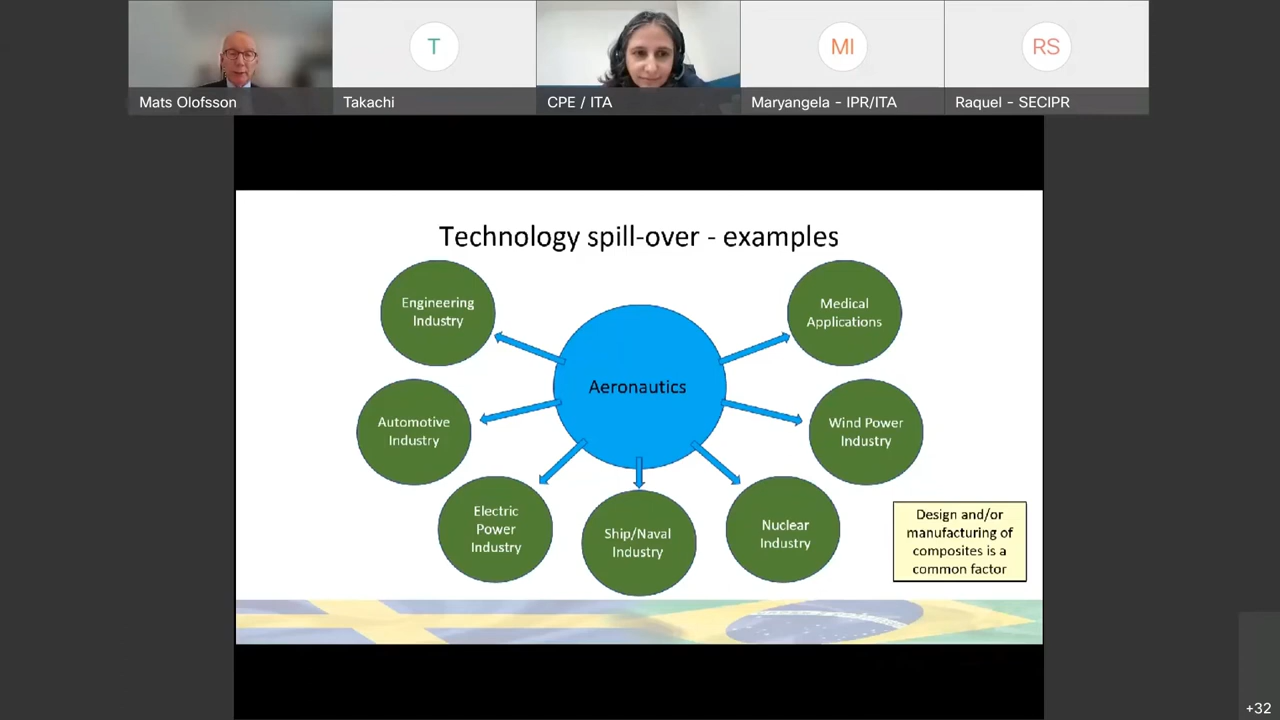 T
MI
RS
Mats Olofsson
Takachi
CPE / ITA
Maryangela - IPR/ITA
Raquel - SECIPR
Technology spill-over - examples
Engineering
Industry
Medical
Applications
Aeronautics
Automotive
Industry
Wind Power
Industry
Electric
Power
Industry
Ship/Naval
Industry
Nuclear
Industry
Design and/or
manufacturing of
composites is a
common factor
+32